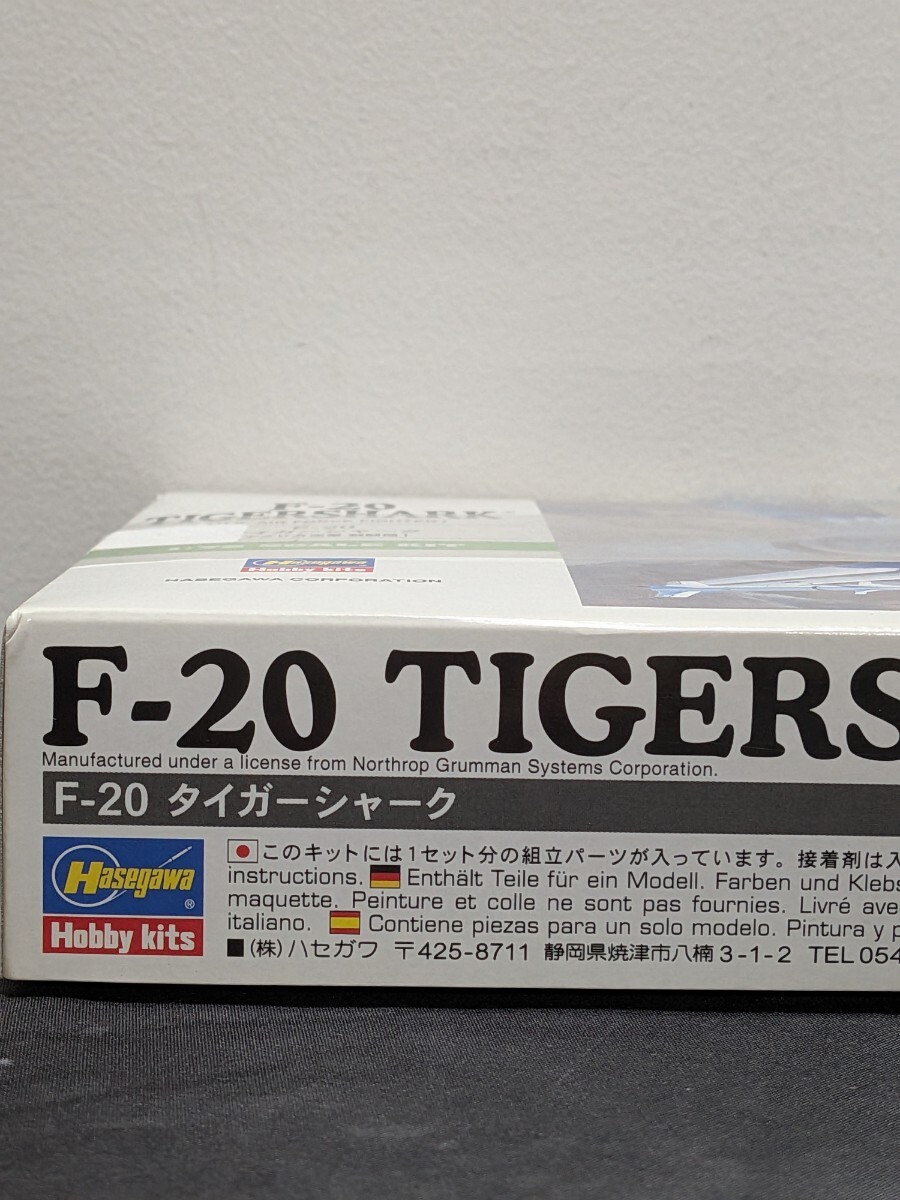 F-20
TIGERSHARK
Hasegawa
Hobby kits
HASEGAWA CORPORATION
F-20 TIGERS
Manufactured under a license from Northrop Grumman Systems Corporation.
F-20 タイガーシャーク
Hasegawa ®
Hobby kits
このキットには1セット分の組立パーツが入っています。接着剤は入
instructions. Enthält Teile für ein Modell. Farben und Klebs
maquette. Peinture et colle ne sont pas fournies. Livré ave
italiano. Contiene piezas para un solo modelo. Pintura y p
■(株)ハセガワ 〒425-8711 静岡県焼津市八楠3-1-2 TEL054